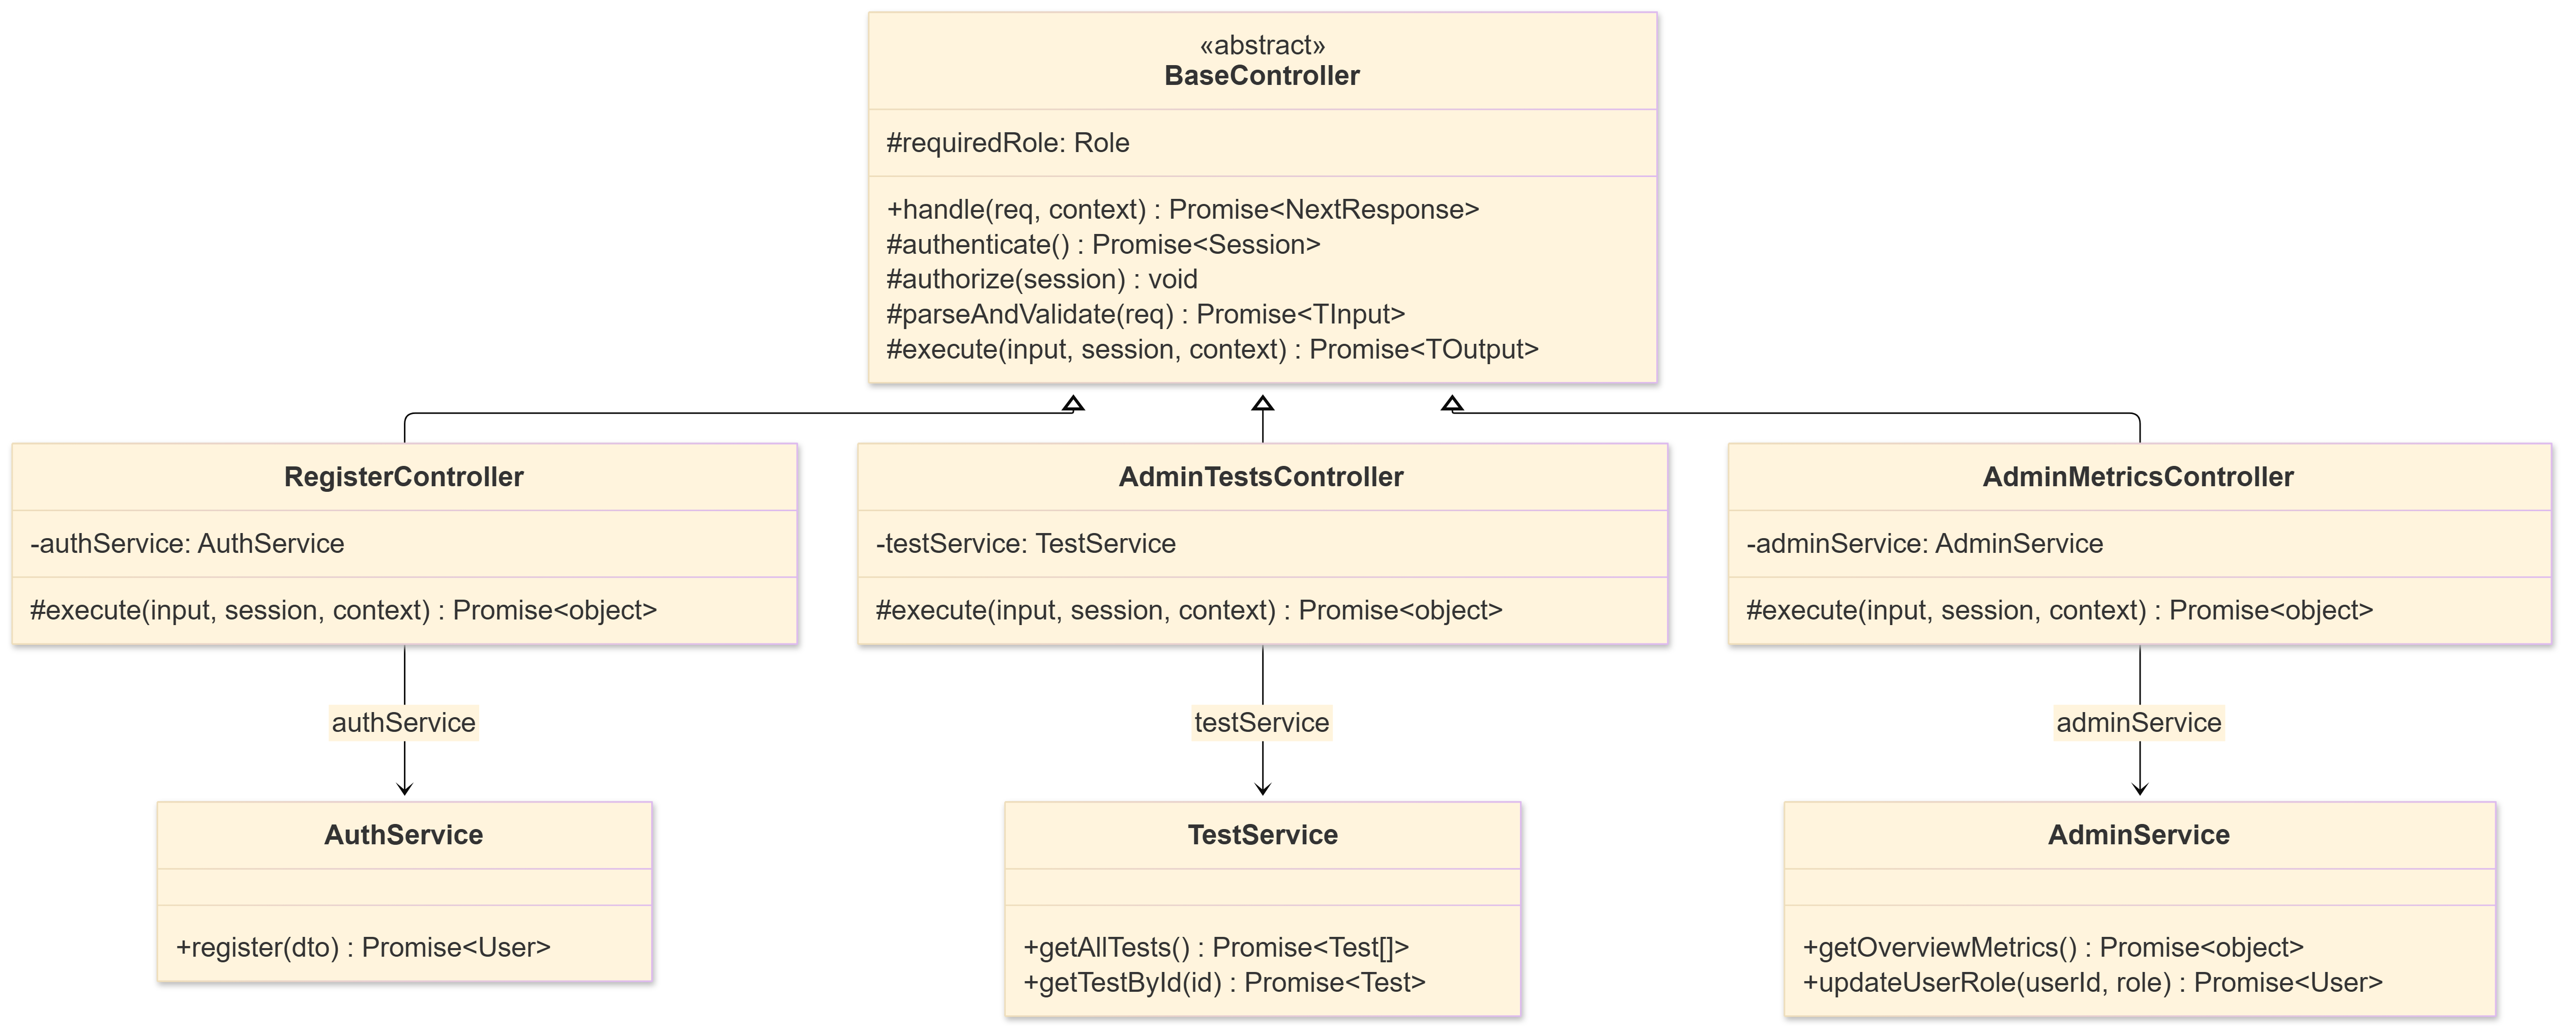 «abstract»
BaseController
#requiredRole: Role
+handle(req, context) : Promise<NextResponse>
#authenticate() : Promise<Session>
#authorize(session) : void
#parseAndValidate(req) : Promise<TInput>
#execute(input, session, context) : Promise<TOutput>
RegisterController
-authService: AuthService
#execute(input, session, context) : Promise<object>
AdminTestsController
-testService: TestService
#execute(input, session, context) : Promise<object>
AdminMetricsController
-adminService: AdminService
#execute(input, session, context) : Promise<object>
authService
testService
adminService
AuthService
+register(dto) : Promise<User>
TestService
+getAllTests() : Promise<Test[]>
+getTestById(id) : Promise<Test>
AdminService
+getOverviewMetrics() : Promise<object>
+updateUserRole(userId, role) : Promise<User>